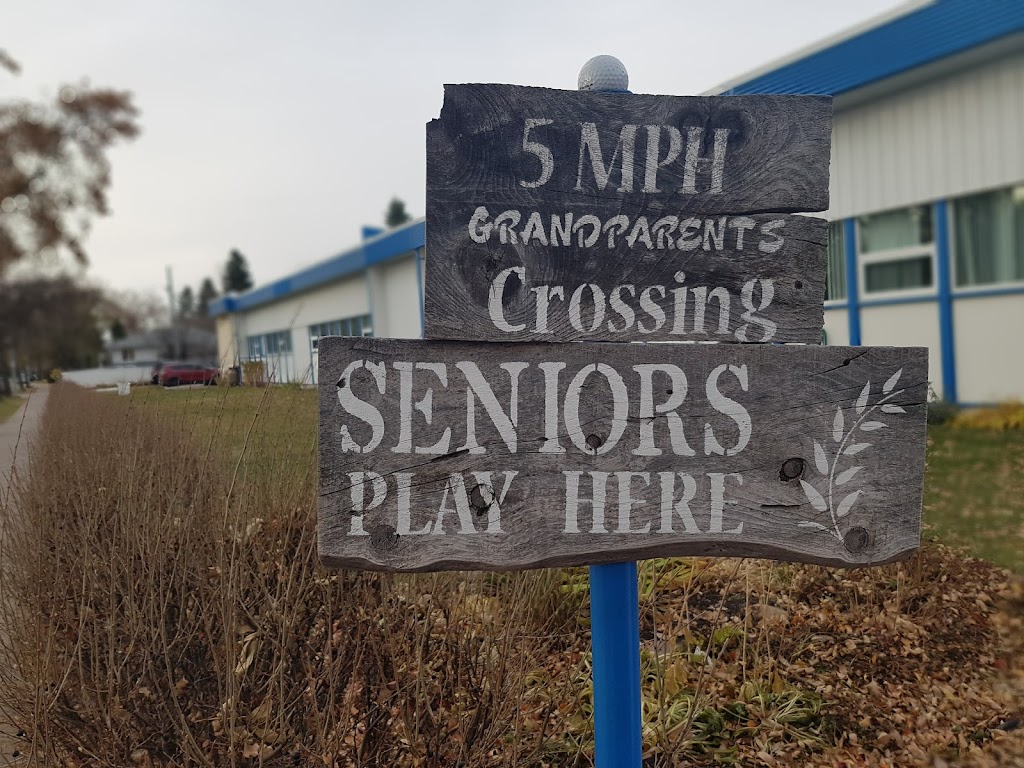 5 MPH
GRANDPARENTS
Crossing
SENIORS
PLAY HERE